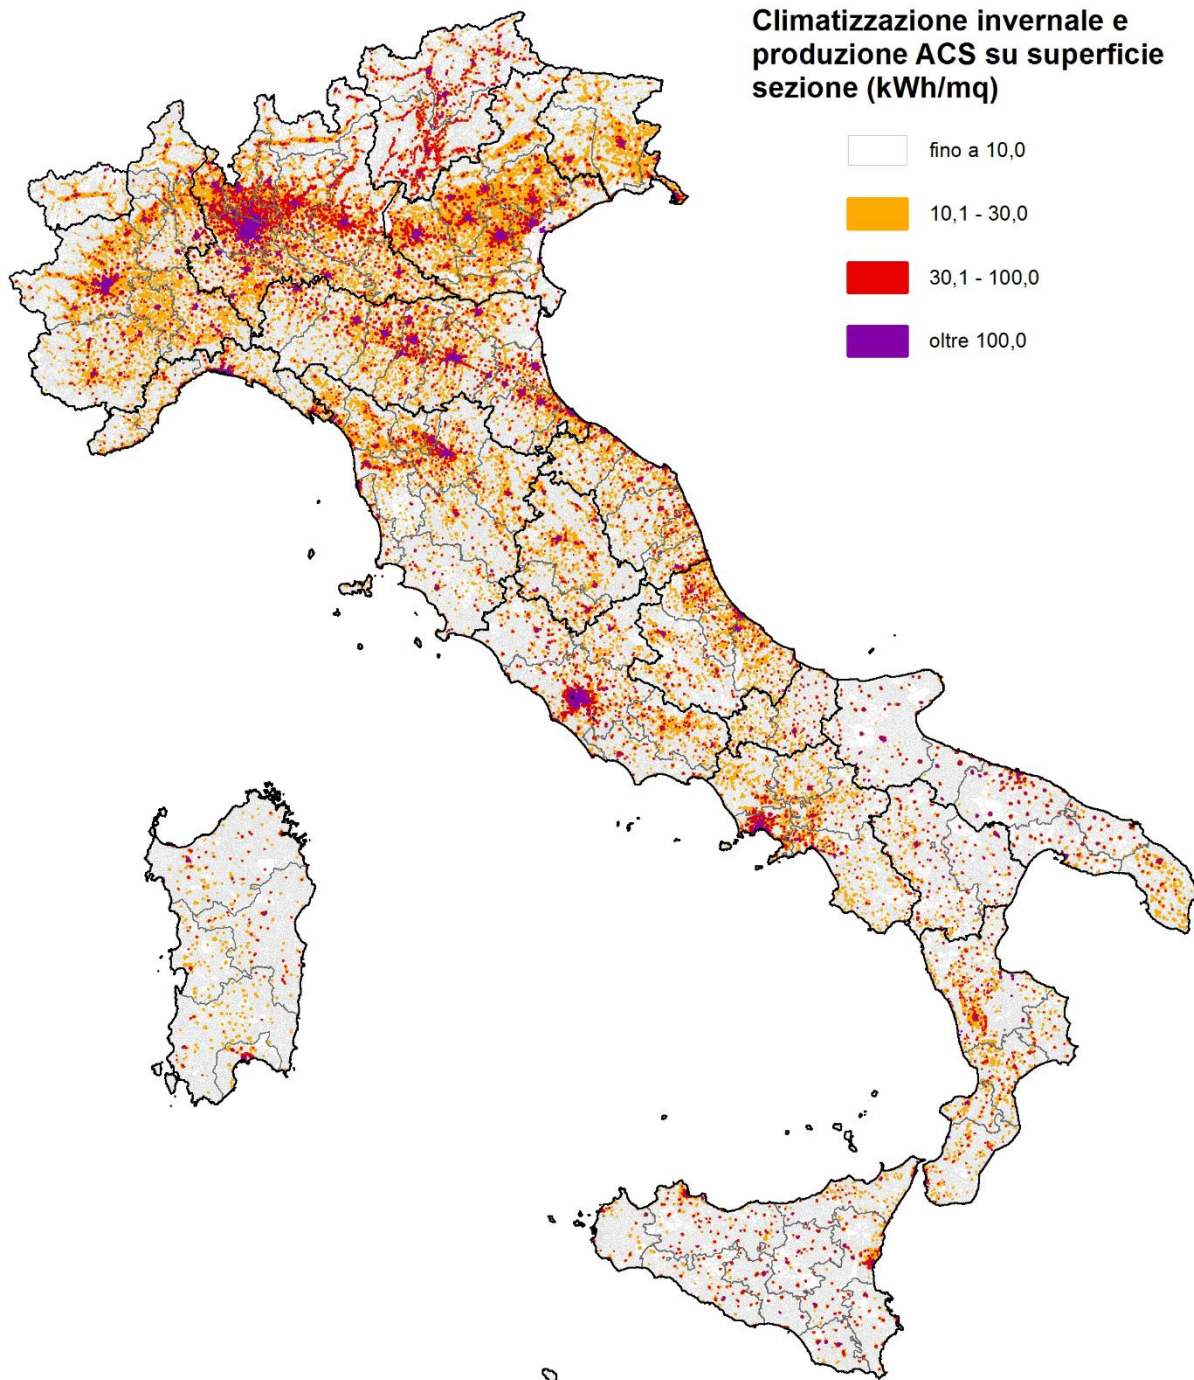 Climatizzazione invernale e
produzione ACS su superficie
sezione (kWh/mq)
fino a 10,0
10,1 - 30,0
30,1 - 100,0
oltre 100,0